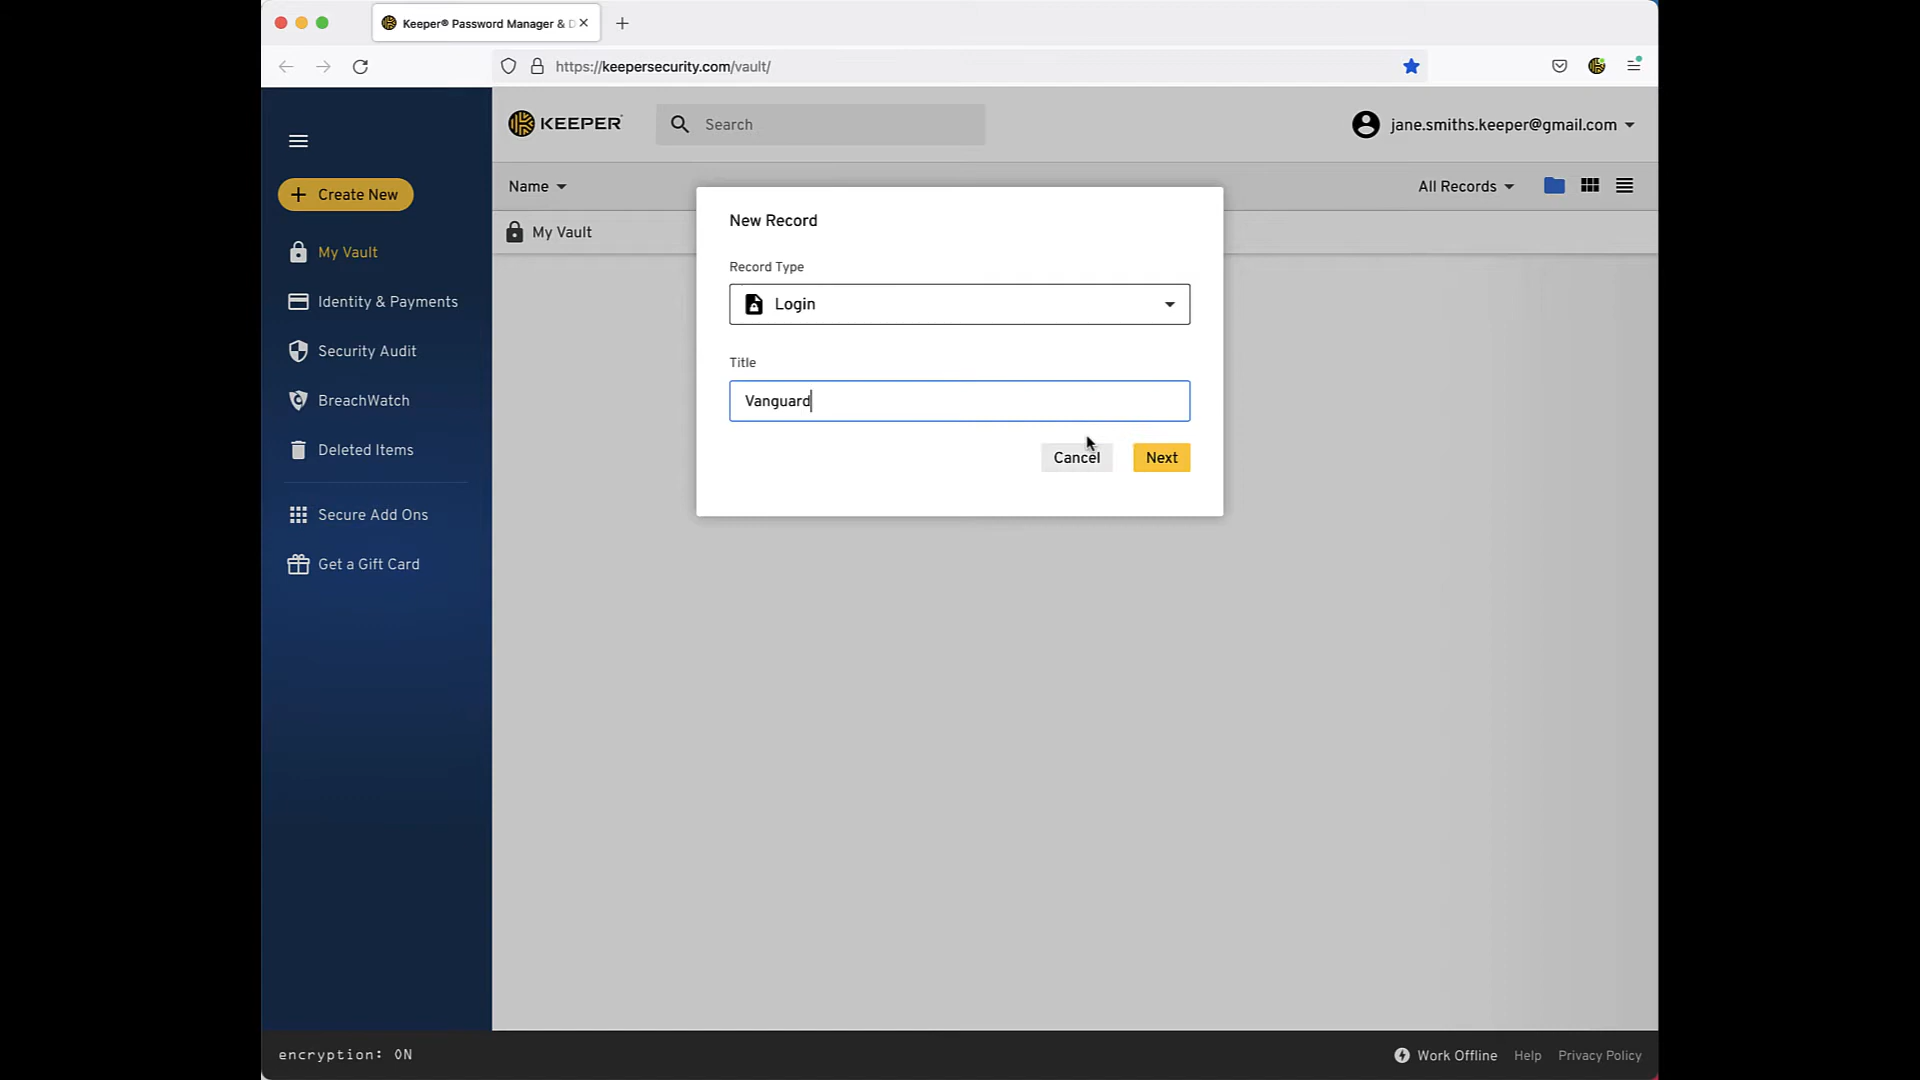 Keeper® Password Manager & D
https://keepersecurity.com/vault/
KEEPER
Search
jane.smiths.keeper@gmail.com
Create New
Name
All Records
My Vault
My Vault
Identity & Payments
Security Audit
BreachWatch
Deleted Items
Secure Add Ons
Get a Gift Card
New Record
Record Type
Login
Title
Vanguard
Cancel
Next
encryption: ON
Work Offline
Help
Privacy Policy